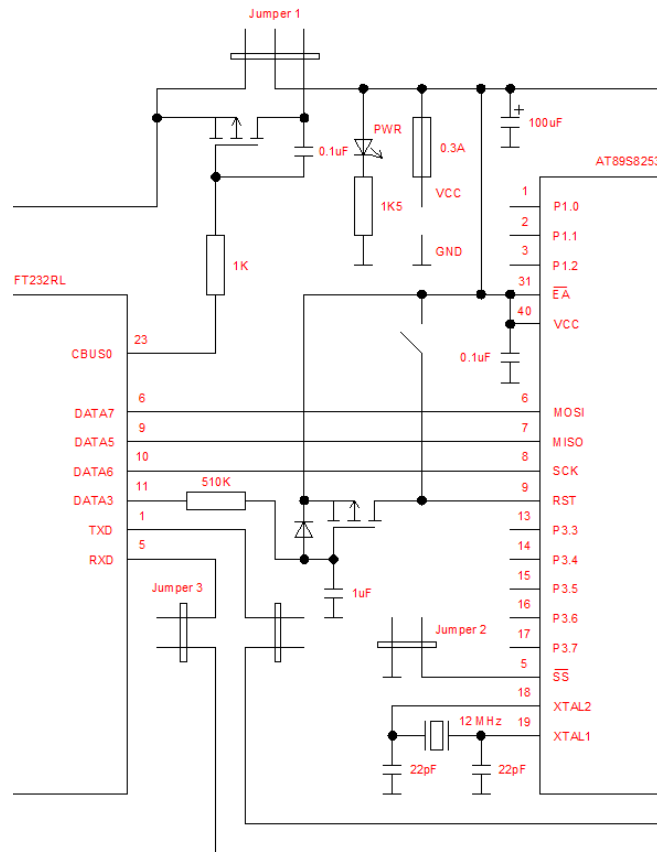 Jumper 1
+
100uF
PWR
0.1uF
0.3A
AT89S8253
VCC
1K5
1 P1.0
2 P1.1
3 P1.2
GND
1K
FT232RL
31 EA
40 VCC
23
CBUS0
0.1uF
DATA7 6
6 MOSI
DATA5 9
7 MISO
DATA6 10
8 SCK
DATA3 11
510K
9 RST
TXD 1
13 P3.3
RXD 5
14 P3.4
Jumper 3
1uF
15 P3.5
16 P3.6
Jumper 2
17 P3.7
5 SS
18 XTAL2
12 MHz
19 XTAL1
22pF
22pF